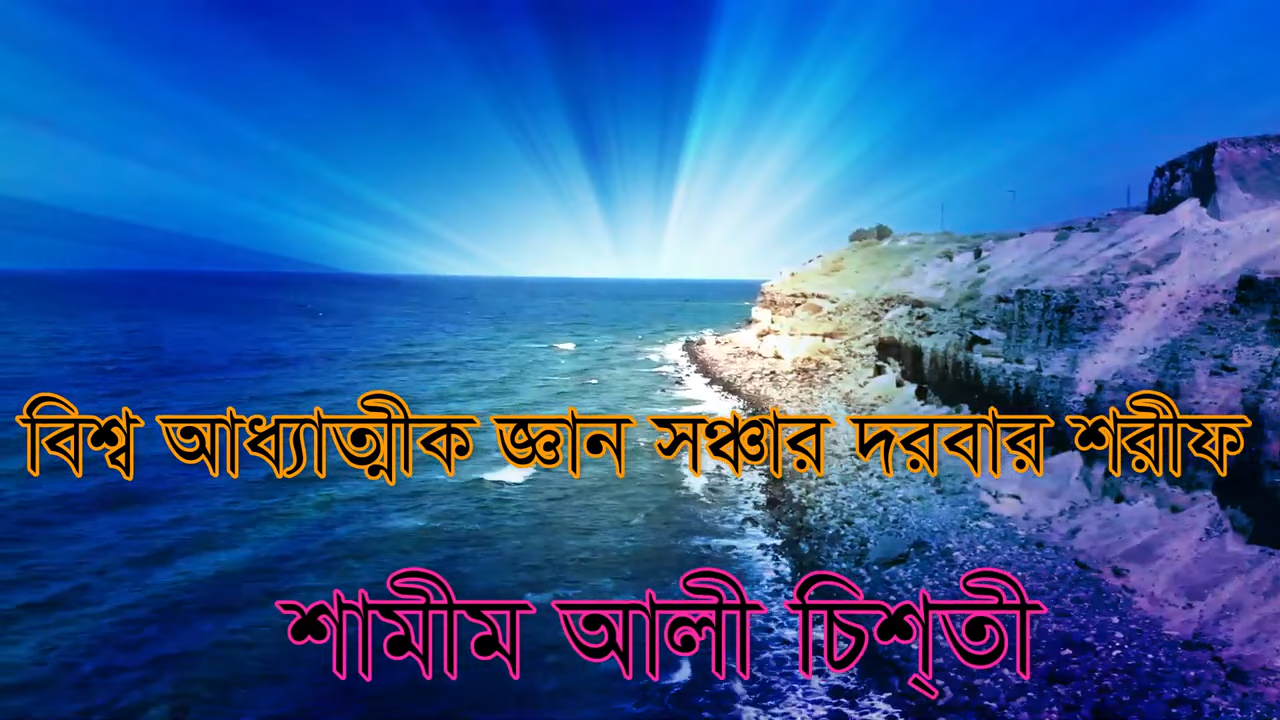 বিশ্ব আধ্যাত্মীক জ্ঞান সঞ্চার দরবার শরীফ
শামীম আলী চিশ্‌তী